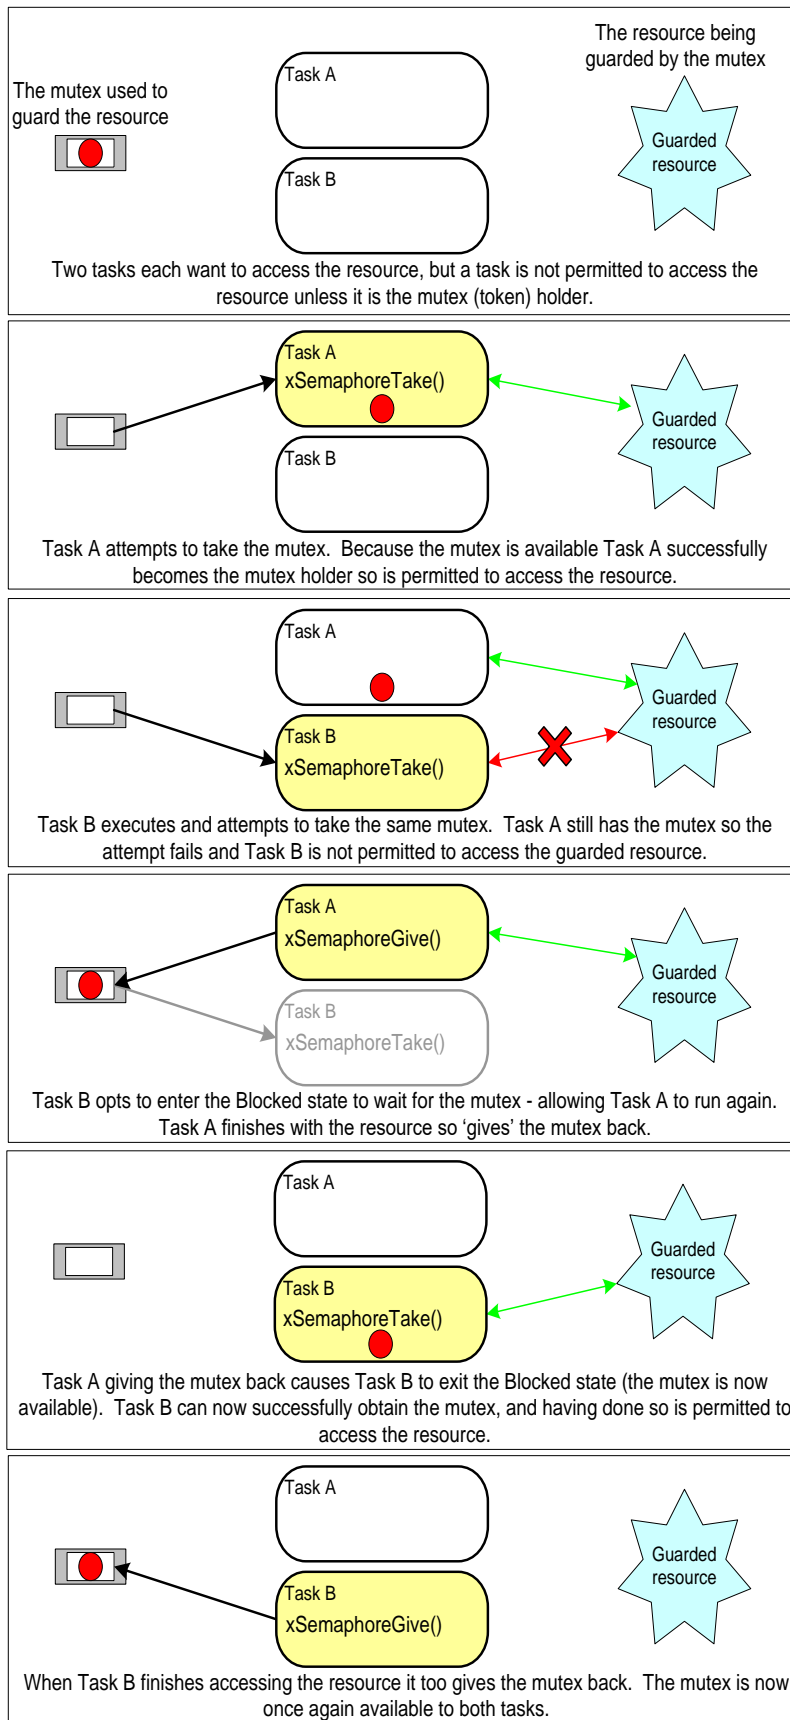 The mutex used to
guard the resource
Task A
Task B
The resource being
guarded by the mutex
Guarded
resource
Two tasks each want to access the resource, but a task is not permitted to access the
resource unless it is the mutex (token) holder.
Task A
xSemaphoreTake()
Task B
Guarded
resource
Task A attempts to take the mutex.  Because the mutex is available Task A successfully
becomes the mutex holder so is permitted to access the resource.
Task A
Task B
xSemaphoreTake()
Guarded
resource
Task B executes and attempts to take the same mutex.  Task A still has the mutex so the
attempt fails and Task B is not permitted to access the guarded resource.
Task A
xSemaphoreGive()
Task B
xSemaphoreTake()
Guarded
resource
Task B opts to enter the Blocked state to wait for the mutex - allowing Task A to run again.
Task A finishes with the resource so ‘gives’ the mutex back.
Task A
Task B
xSemaphoreTake()
Guarded
resource
Task A giving the mutex back causes Task B to exit the Blocked state (the mutex is now
available).  Task B can now successfully obtain the mutex, and having done so is permitted to
access the resource.
Task A
Task B
xSemaphoreGive()
Guarded
resource
When Task B finishes accessing the resource it too gives the mutex back.  The mutex is now
once again available to both tasks.